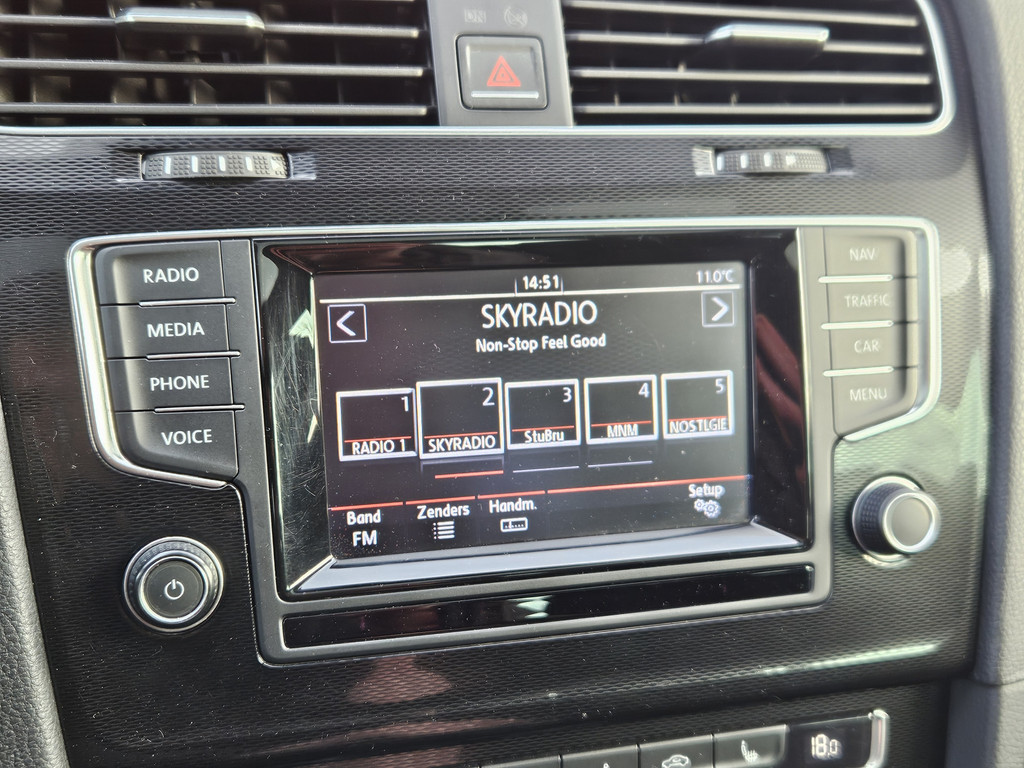 RADIO
MEDIA
PHONE
VOICE
14:51
11.0°C
SKYRADIO
Non-Stop Feel Good
1
RADIO 1
2
SKYRADIO
3
StuBru
4
MNM
5
NOSTLGIE
Band
FM
Zenders
Handm.
Setup
NAV
TRAFFIC
CAR
MENU
18.0